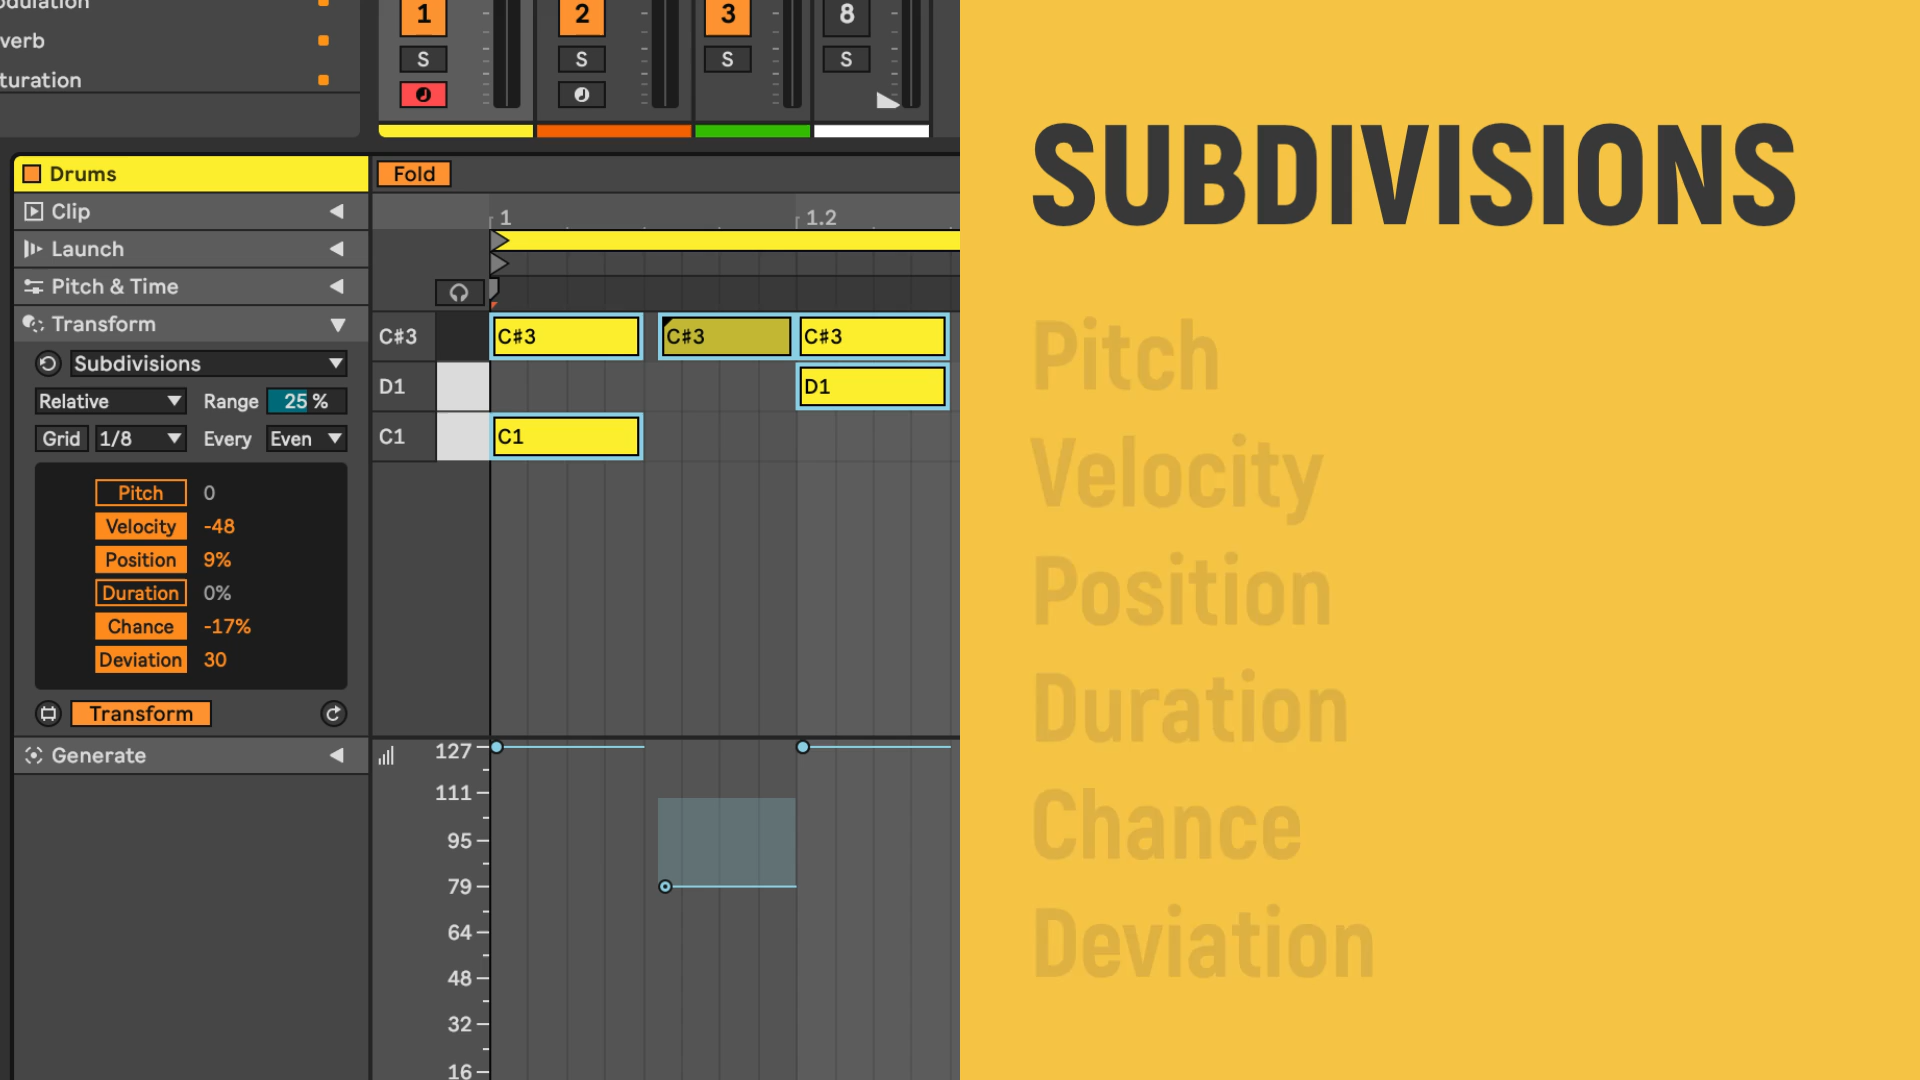 odulation
verb
turation
1
2
3
8
S
S
S
S
Drums
Clip
Launch
Pitch & Time
Transform
Subdivisions
Relative
Range
25 %
Grid
1/8
Every
Even
Pitch 0
Velocity -48
Position 9%
Duration 0%
Chance -17%
Deviation 30
Transform
Generate
Fold
1
1.2
C#3
C#3
C#3
C#3
D1
D1
C1
C1
127
111
95
79
64
48
32
16
SUBDIVISIONS
Pitch
Velocity
Position
Duration
Chance
Deviation